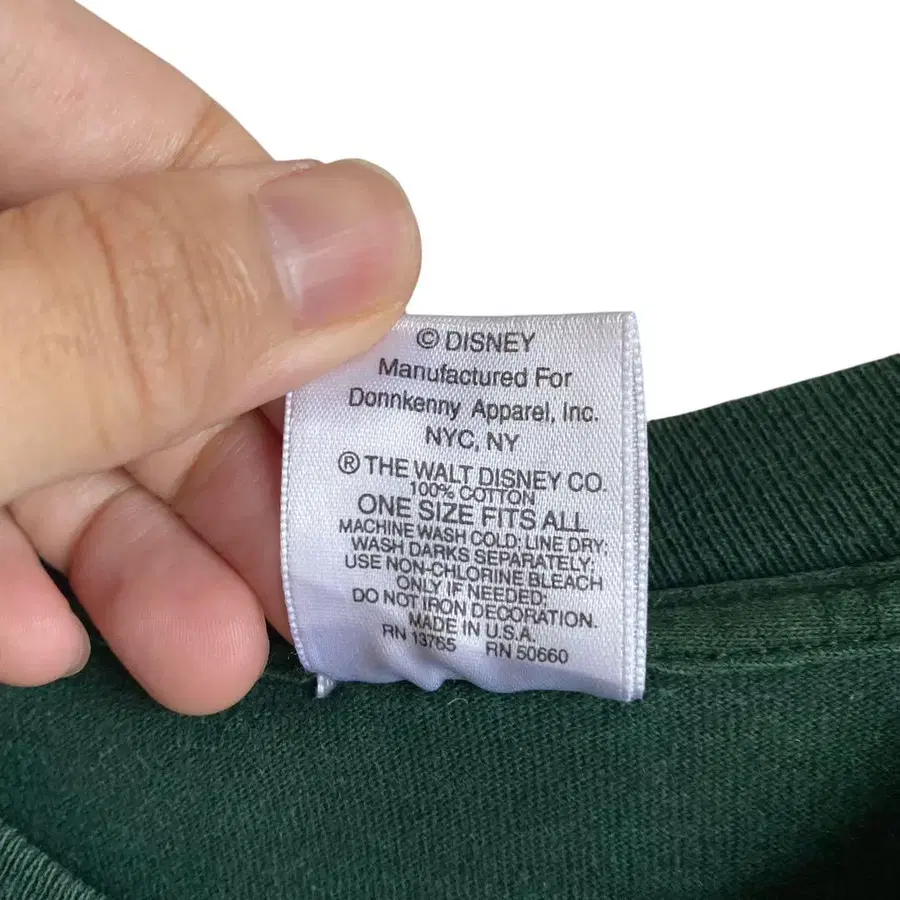 © DISNEY
Manufactured For
Donnkenny Apparel, Inc.
NYC, NY
® THE WALT DISNEY CO.
100% COTTON
ONE SIZE FITS ALL
MACHINE WASH COLD; LINE DRY;
WASH DARKS SEPARATELY;
USE NON-CHLORINE BLEACH
ONLY IF NEEDED;
DO NOT IRON DECORATION.
MADE IN U.S.A.
RN 13765 RN 50660